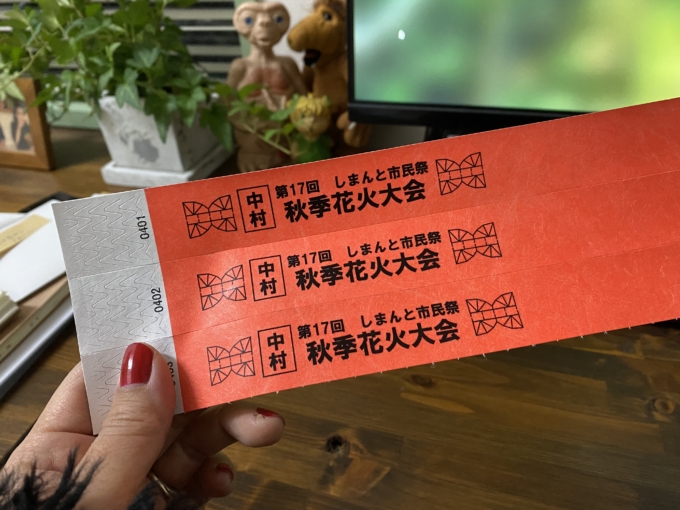 0401
中村
第17回 しまんと市民祭
秋季花火大会
0402
中村
第17回 しまんと市民祭
秋季花火大会
中村
第17回 しまんと市民祭
秋季花火大会